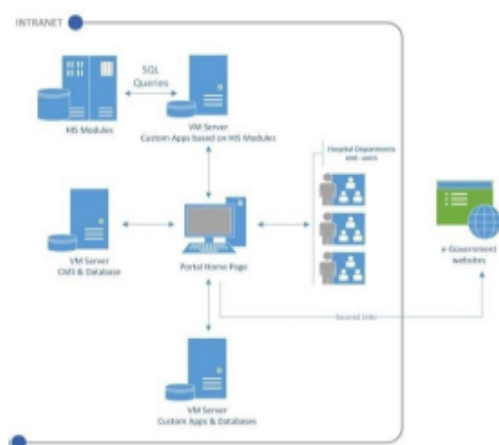 INTRANET
SQL
Queries
HIS Modules
VM Server
Custom Apps based on HIS Modules
Hospital Departments
end- users
VM Server
CMS & Database
Portal Home Page
e-Government
websites
Secured Links
VM Server
Custom Apps & Databases